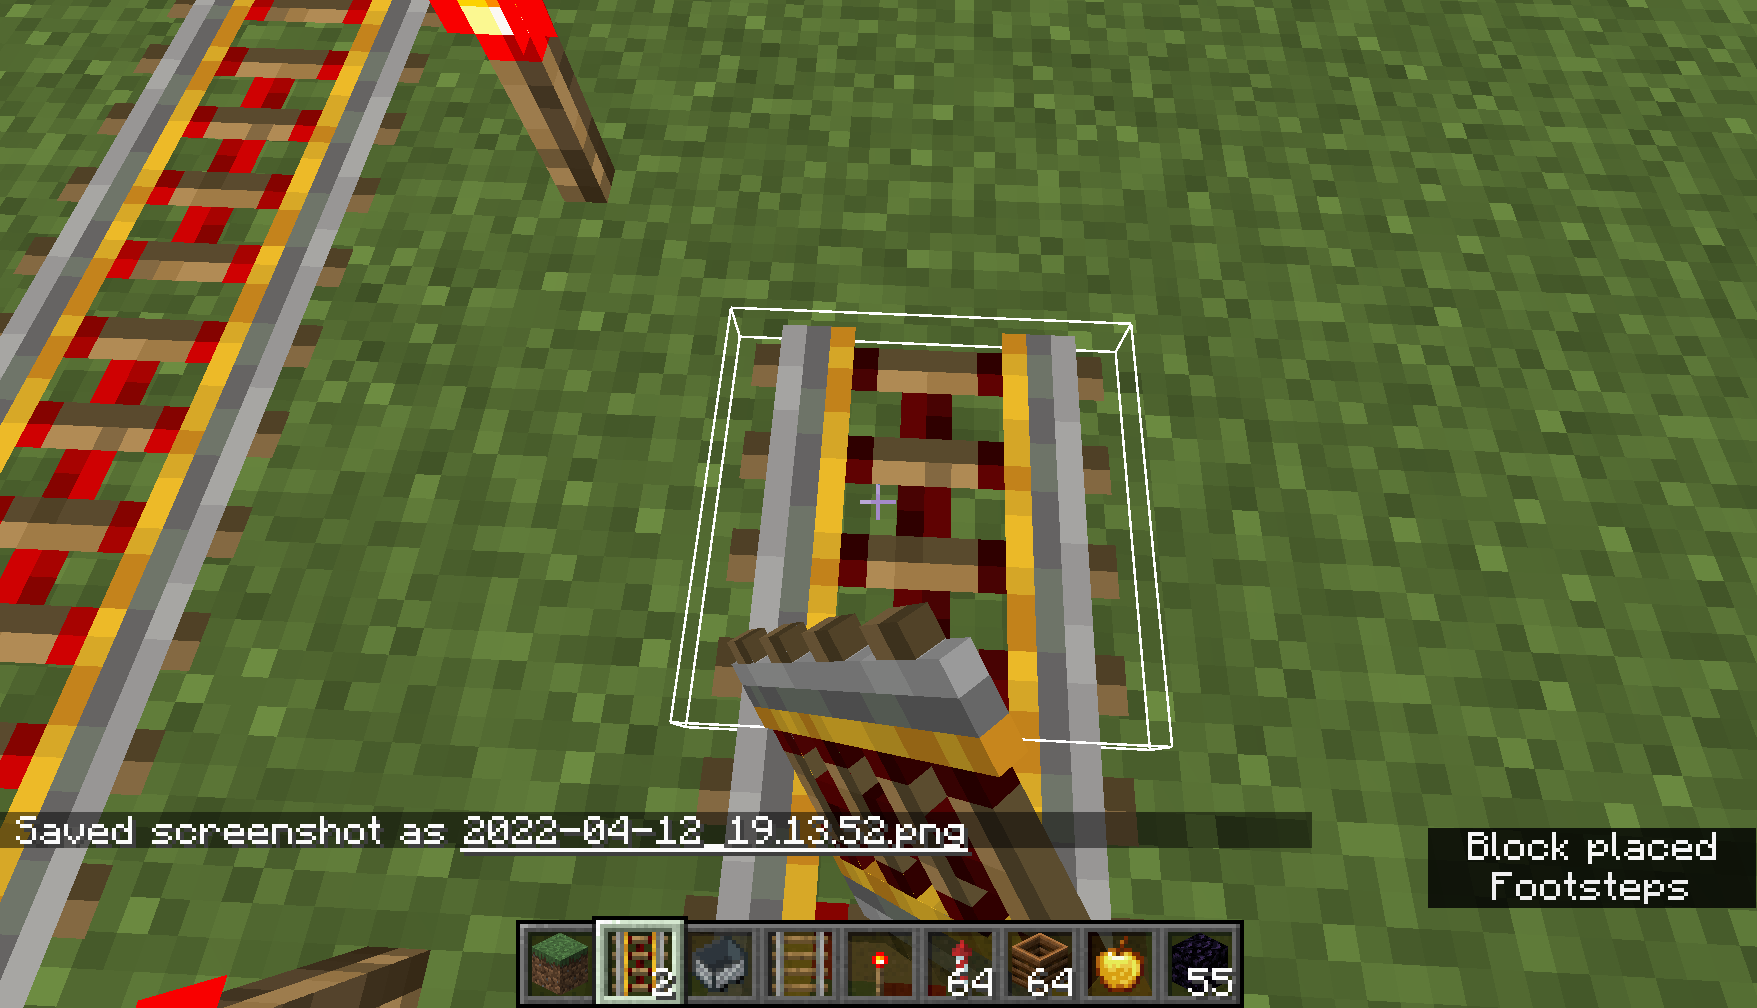 Saved screenshot as 2022-04-12_19.13.52.png
Block placed
Footsteps
2 64 64 55